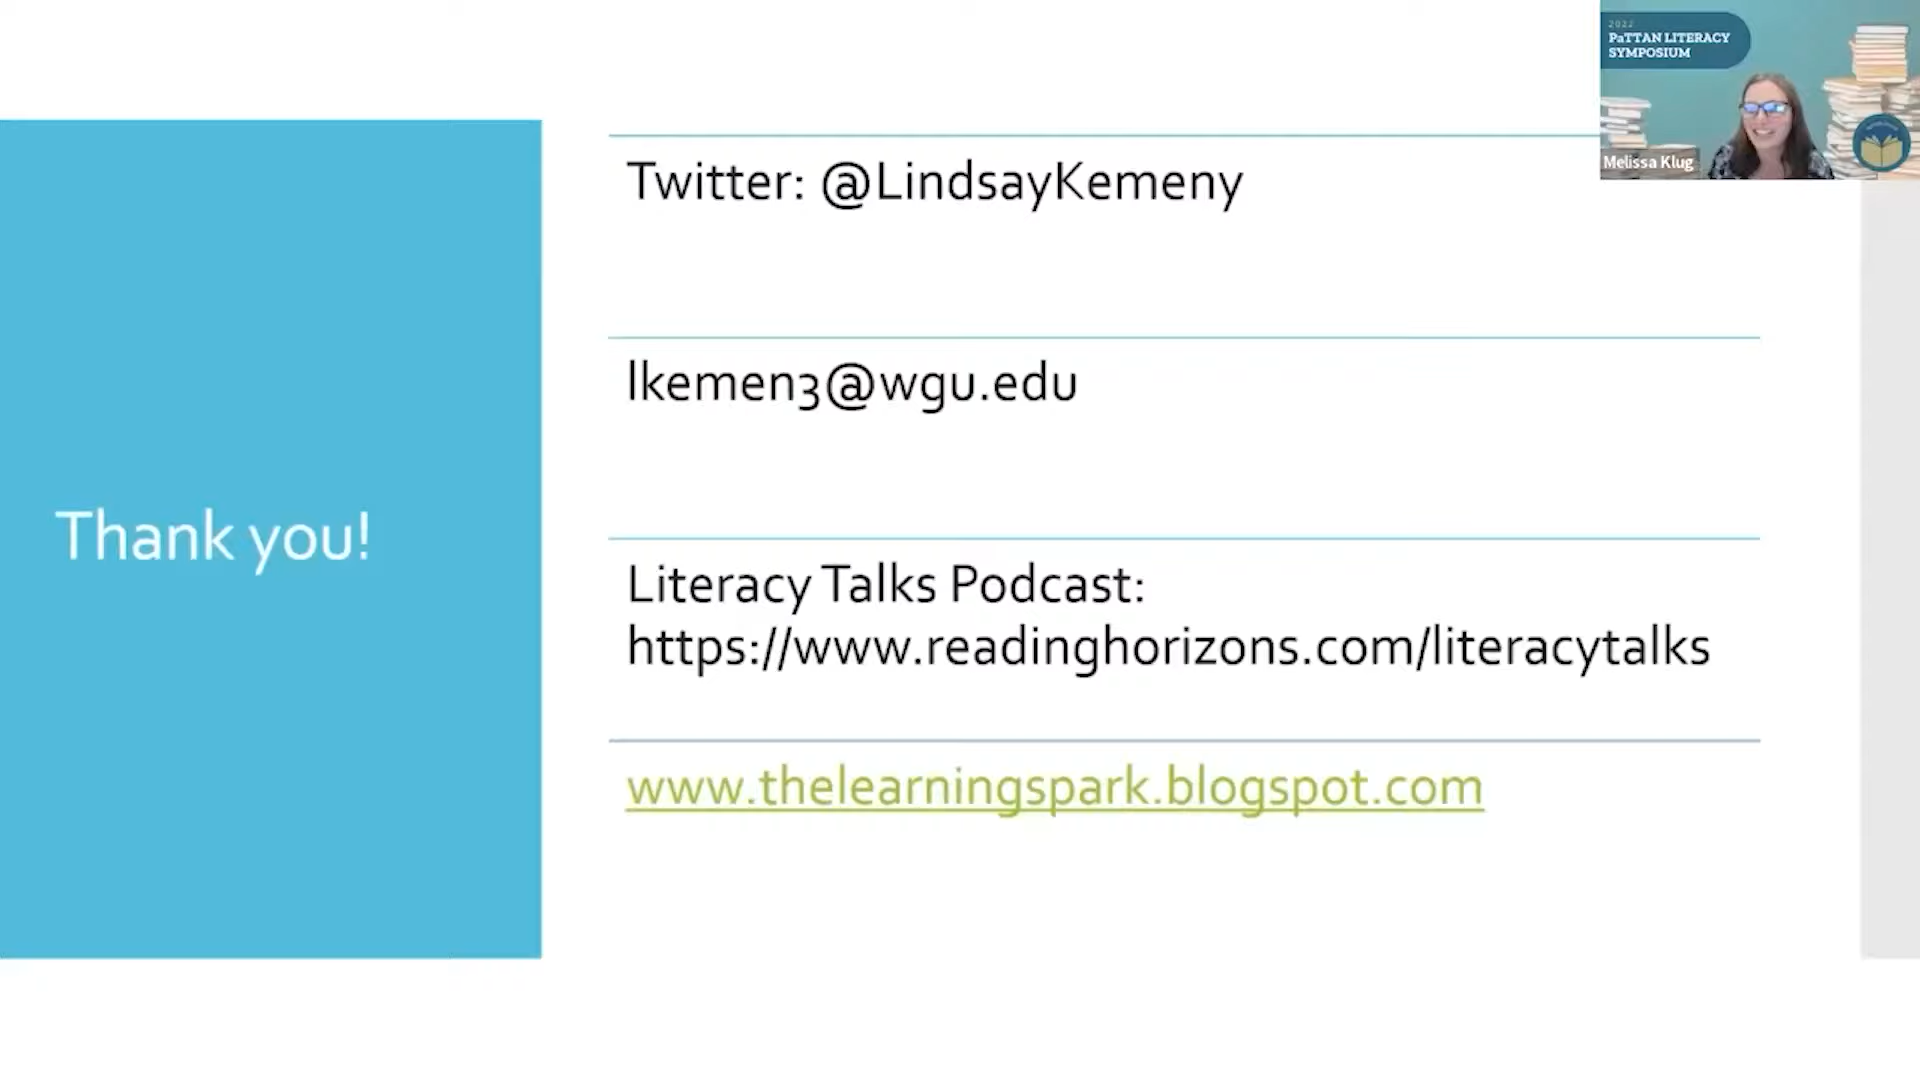 2022
PaTTAN LITERACY
SYMPOSIUM
Melissa Klug
Thank you!
Twitter: @LindsayKemeny
lkemen3@wgu.edu
Literacy Talks Podcast:
https://www.readinghorizons.com/literacytalks
www.thelearningspark.blogspot.com